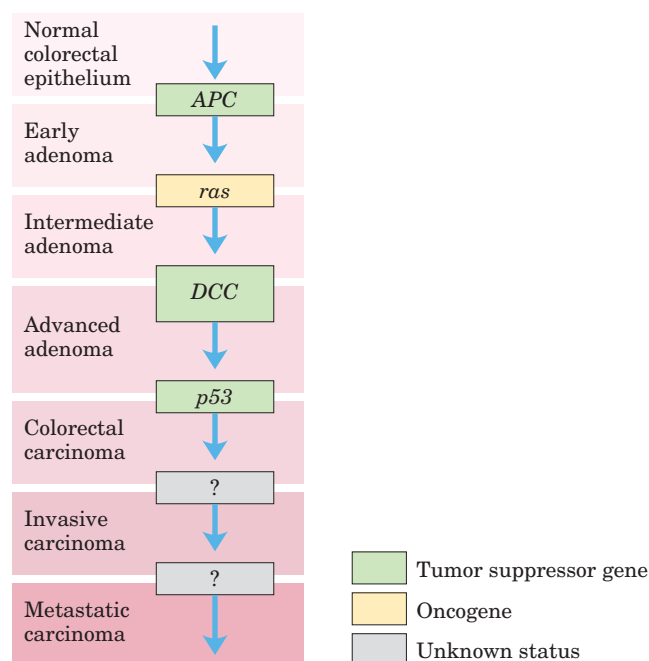 Normal
colorectal
epithelium
APC
Early
adenoma
ras
Intermediate
adenoma
DCC
Advanced
adenoma
p53
Colorectal
carcinoma
?
Invasive
carcinoma
?
Metastatic
carcinoma
Tumor suppressor gene
Oncogene
Unknown status